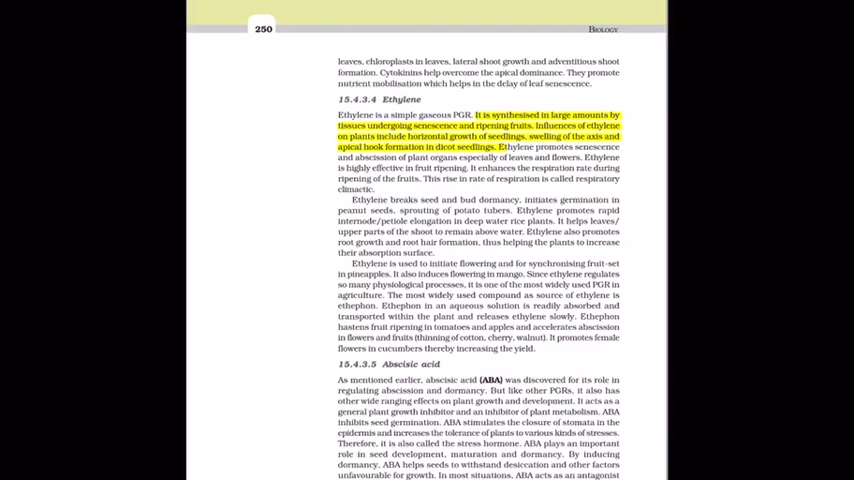 250
BIOLOGY
leaves, chloroplasts in leaves, lateral shoot growth and adventitious shoot
formation. Cytokinins help overcome the apical dominance. They promote
nutrient mobilisation which helps in the delay of leaf senescence.
15.4.3.4 Ethylene
Ethylene is a simple gaseous PGR. It is synthesised in large amounts by
tissues undergoing senescence and ripening fruits. Influences of ethylene
on plants include horizontal growth of seedlings, swelling of the axis and
apical hook formation in dicot seedlings. Ethylene promotes senescence
and abscission of plant organs especially of leaves and flowers. Ethylene
is highly effective in fruit ripening. It enhances the respiration rate during
ripening of the fruits. This rise in rate of respiration is called respiratory
climactic.
Ethylene breaks seed and bud dormancy, initiates germination in
peanut seeds, sprouting of potato tubers. Ethylene promotes rapid
internode/petiole elongation in deep water rice plants. It helps leaves/
upper parts of the shoot to remain above water. Ethylene also promotes
root growth and root hair formation, thus helping the plants to increase
their absorption surface.
Ethylene is used to initiate flowering and for synchronising fruit-set
in pineapples. It also induces flowering in mango. Since ethylene regulates
so many physiological processes, it is one of the most widely used PGR in
agriculture. The most widely used compound as source of ethylene is
ethephon. Ethephon in an aqueous solution is readily absorbed and
transported within the plant and releases ethylene slowly. Ethephon
hastens fruit ripening in tomatoes and apples and accelerates abscission
in flowers and fruits (thinning of cotton, cherry, walnut). It promotes female
flowers in cucumbers thereby increasing the yield.
15.4.3.5 Abscisic acid
As mentioned earlier, abscisic acid (ABA) was discovered for its role in
regulating abscission and dormancy. But like other PGRs, it also has
other wide ranging effects on plant growth and development. It acts as a
general plant growth inhibitor and an inhibitor of plant metabolism. ABA
inhibits seed germination. ABA stimulates the closure of stomata in the
epidermis and increases the tolerance of plants to various kinds of stresses.
Therefore, it is also called the stress hormone. ABA plays an important
role in seed development, maturation and dormancy. By inducing
dormancy, ABA helps seeds to withstand desiccation and other factors
unfavourable for growth. In most situations, ABA acts as an antagonist